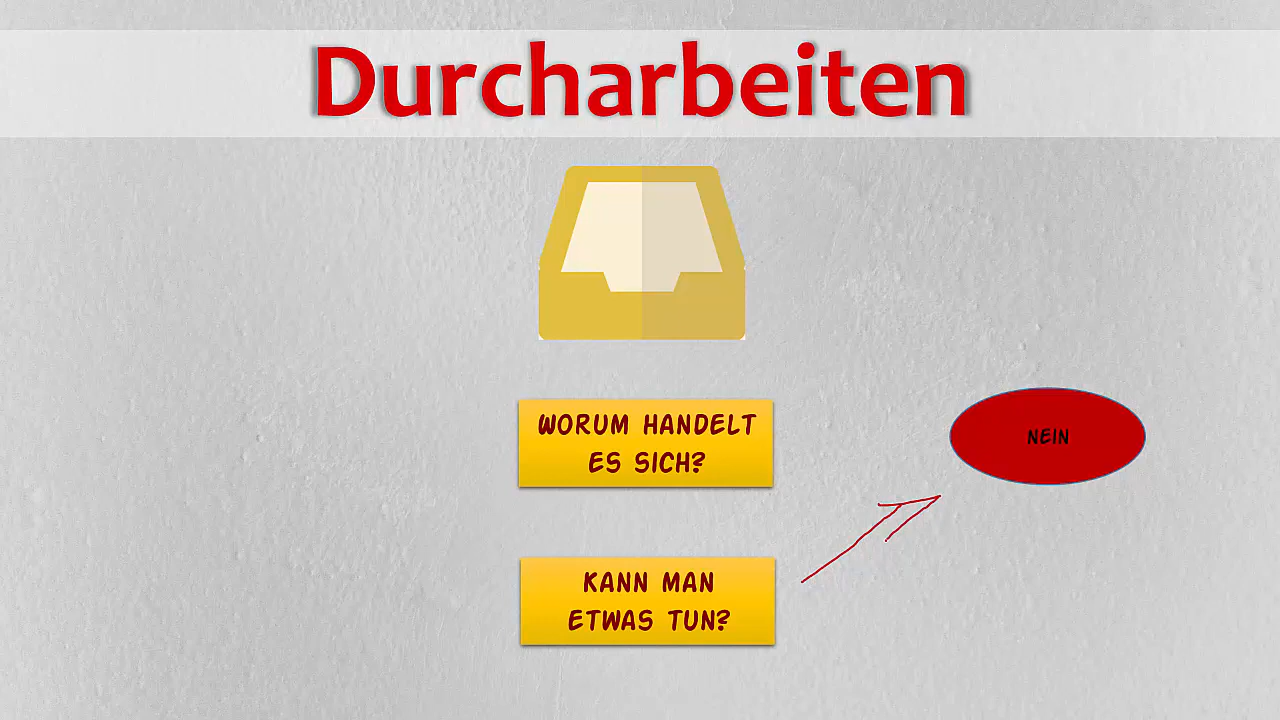 Durcharbeiten
WORUM HANDELT
ES SICH?
NEIN
KANN MAN
ETWAS TUN?